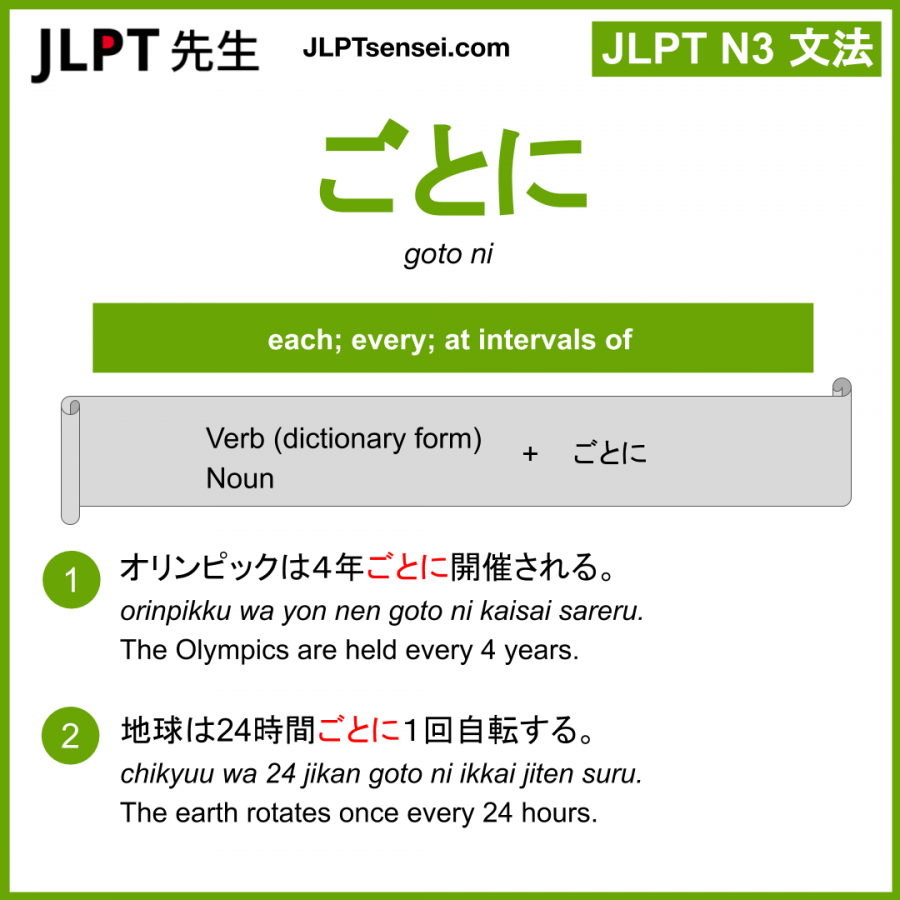 JLPT 先生
JLPTsensei.com
JLPT N3 文法
ごとに
goto ni
each; every; at intervals of
Verb (dictionary form)
Noun
+ ごとに
1
オリンピックは４年ごとに開催される。
orinpikku wa yon nen goto ni kaisai sareru.
The Olympics are held every 4 years.
2
地球は24時間ごとに１回自転する。
chikyuu wa 24 jikan goto ni ikkai jiten suru.
The earth rotates once every 24 hours.